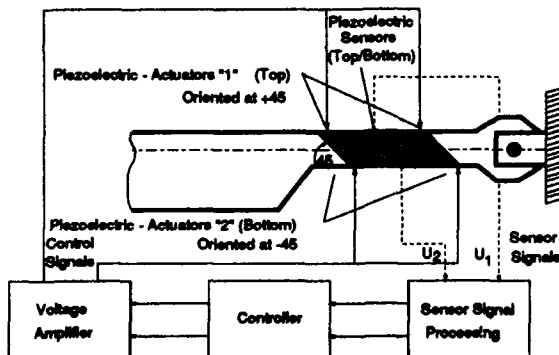 Piezoelectric
Sensors
(Top/Bottom)
Piezoelectric - Actuators "1" (Top)
Oriented at +45
45
Piezoelectric - Actuators "2" (Bottom)
Oriented at -45
Control
Signals
U2
U1
Sensor
Signals
Voltage
Amplifier
Controller
Sensor Signal
Processing